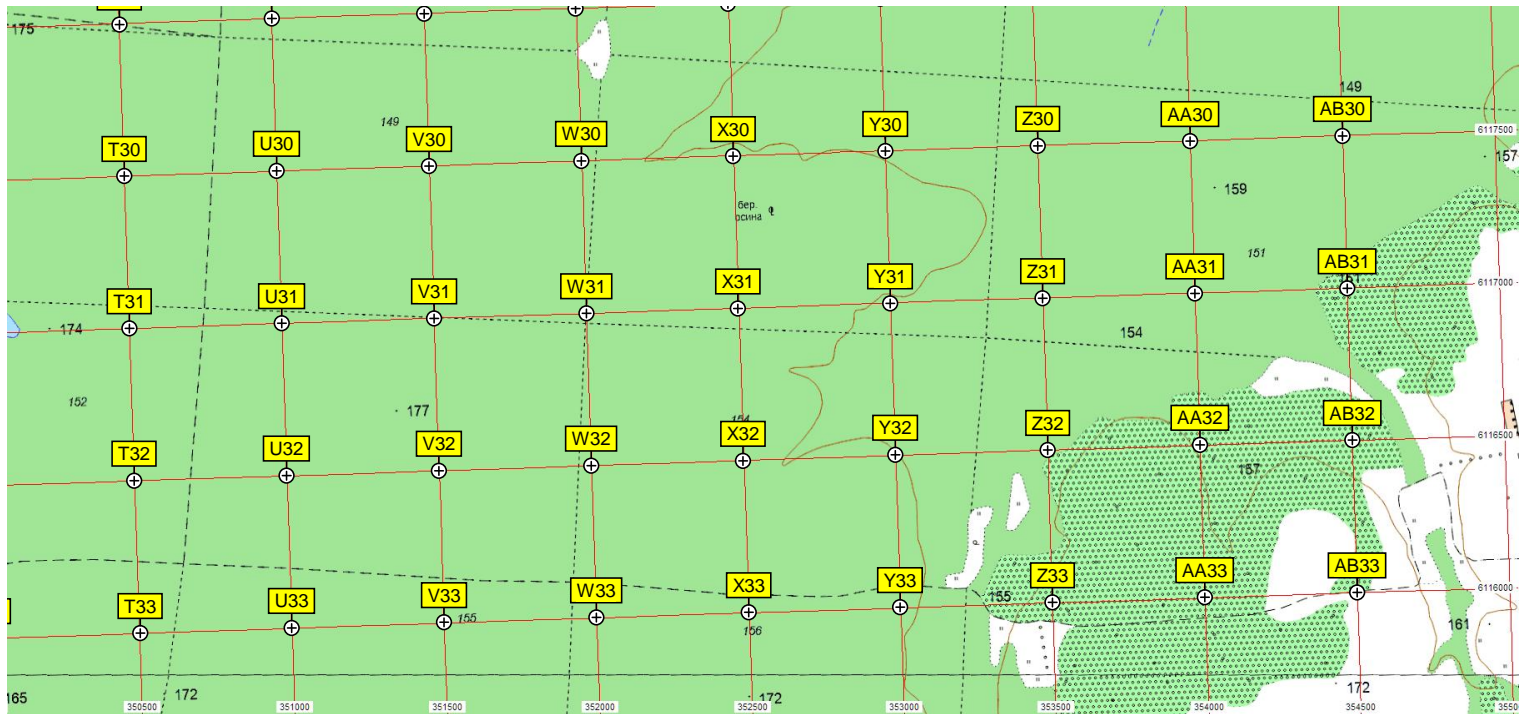 175
149
149
AB30
AA30
Z30
Y30
X30
W30
V30
U30
T30
6117500
157
159
бер.
осина
151
AB31
AA31
Z31
Y31
X31
W31
V31
U31
T31
6117000
174
154
152
177
154
AB32
AA32
Z32
Y32
X32
W32
V32
U32
T32
6116500
157
AB33
AA33
Z33
Y33
X33
W33
V33
U33
T33
6116000
155
155
156
161
165
172
172
172
350500
351000
351500
352000
352500
353000
353500
354000
354500